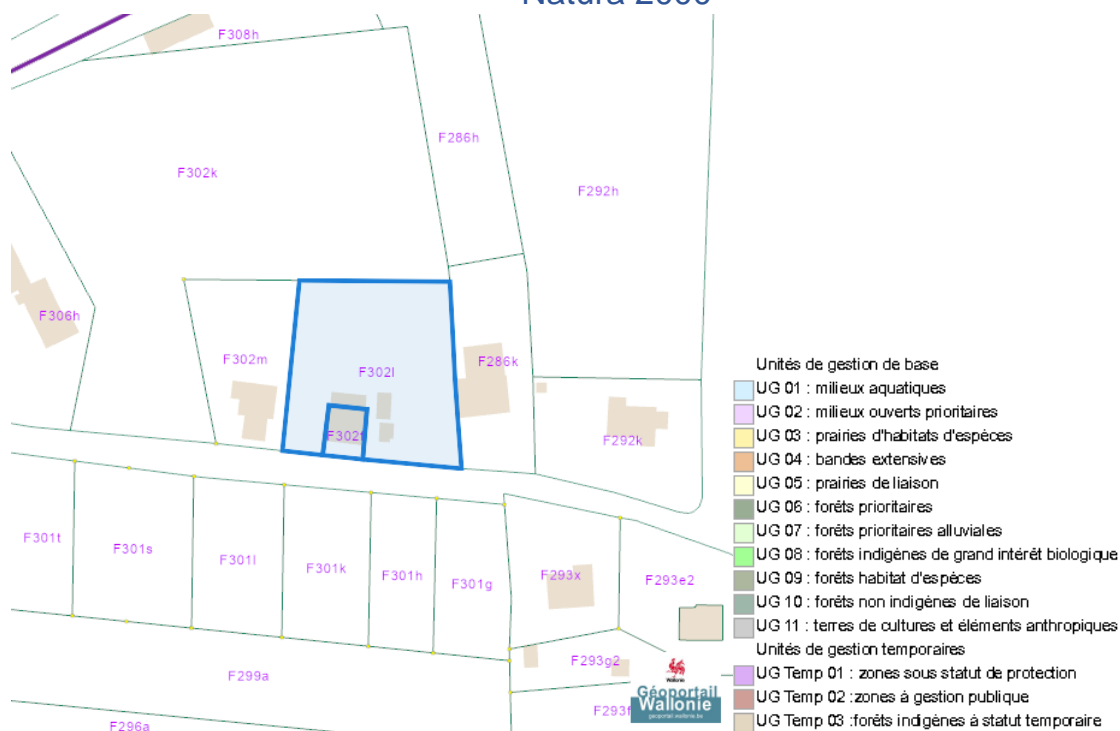 Natura 2000
F308h
F286h
F302k
F292h
F306h
F302m
F302l
F286k
F302f
F292k
F301t
F301s
F301l
F301k
F301h
F301g
F293x
F293e2
F293g2
F299a
F293f
F296a
Unités de gestion de base
UG 01 : milieux aquatiques
UG 02 : milieux ouverts prioritaires
UG 03 : prairies d'habitats d'espèces
UG 04 : bandes extensives
UG 05 : prairies de liaison
UG 06 : forêts prioritaires
UG 07 : forêts prioritaires alluviales
UG 08 : forêts indigènes de grand intérêt biologique
UG 09 : forêts habitat d'espèces
UG 10 : forêts non indigènes de liaison
UG 11 : terres de cultures et éléments anthropiques
Unités de gestion temporaires
UG Temp 01 : zones sous statut de protection
UG Temp 02 :zones à gestion publique
UG Temp 03 :forêts indigènes à statut temporaire
Wallonie
Géoportail
Wallonie
geoportail.wallonie.be